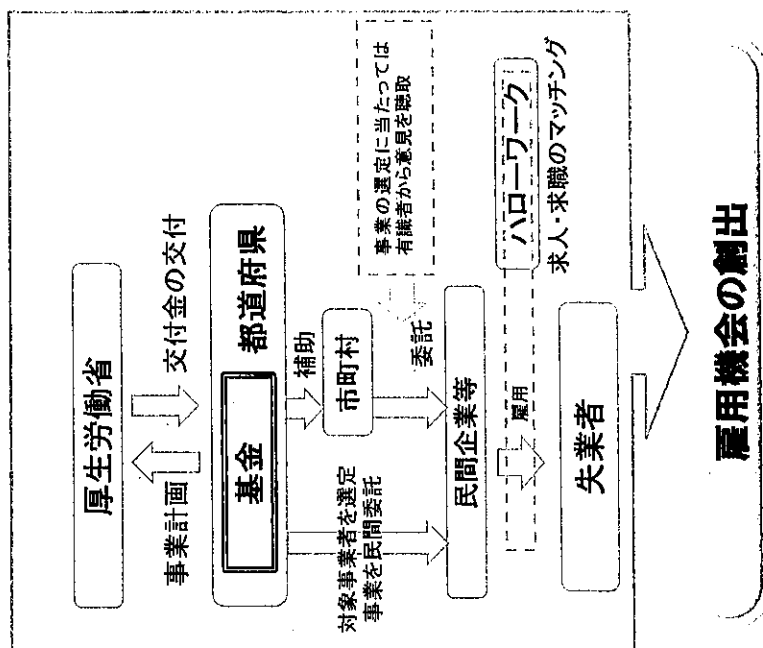 厚生労働省
事業計画
交付金の交付
基金
都道府県
対象事業者を選定
事業を民間委託
補助
市町村
事業の選定に当たっては
有識者から意見を聴取
委託
民間企業等
雇用
ハローワーク
求人・求職のマッチング
失業者
雇用機会の創出